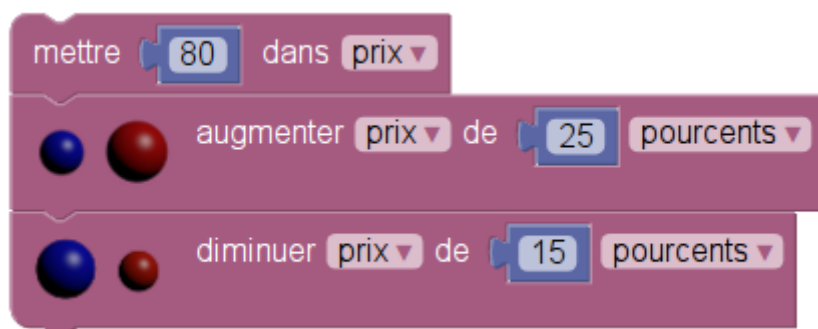 mettre 80 dans prix
augmenter prix de 25 pourcents
diminuer prix de 15 pourcents